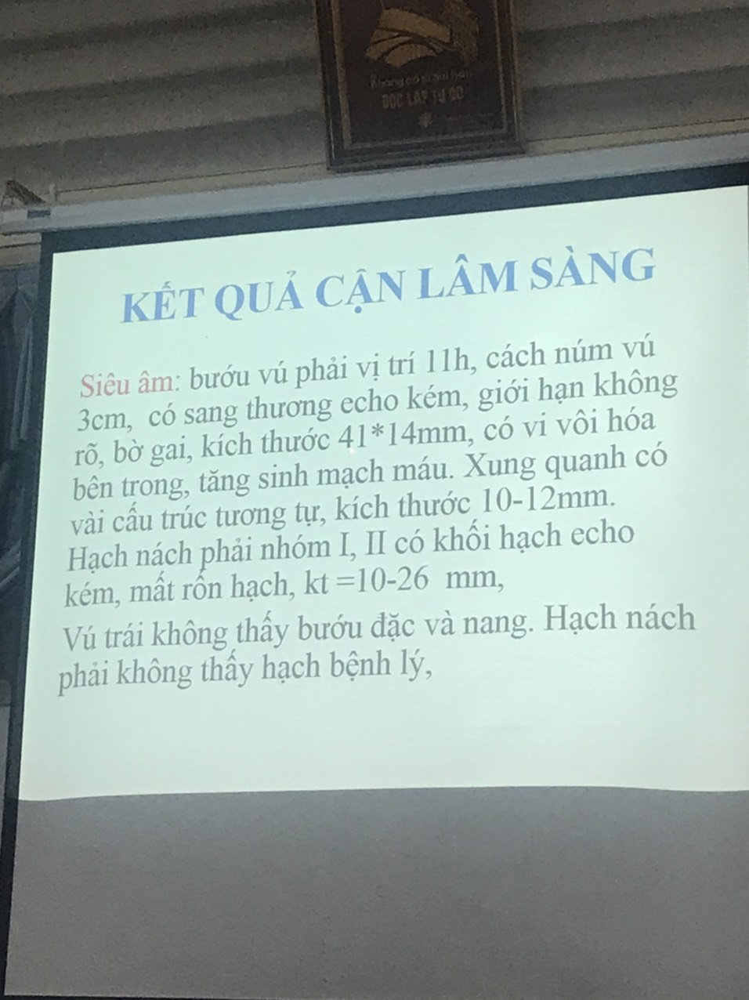 ĐỘC LẬP TỰ DO
KẾT QUẢ CẬN LÂM SÀNG
Siêu âm: bướu vú phải vị trí 11h, cách núm vú
3cm, có sang thương echo kém, giới hạn không
rõ, bờ gai, kích thước 41*14mm, có vi vôi hóa
bên trong, tăng sinh mạch máu. Xung quanh có
vài cấu trúc tương tự, kích thước 10-12mm.
Hạch nách phải nhóm I, II có khối hạch echo
kém, mất rốn hạch, kt =10-26 mm,
Vú trái không thấy bướu đặc và nang. Hạch nách
phải không thấy hạch bệnh lý,